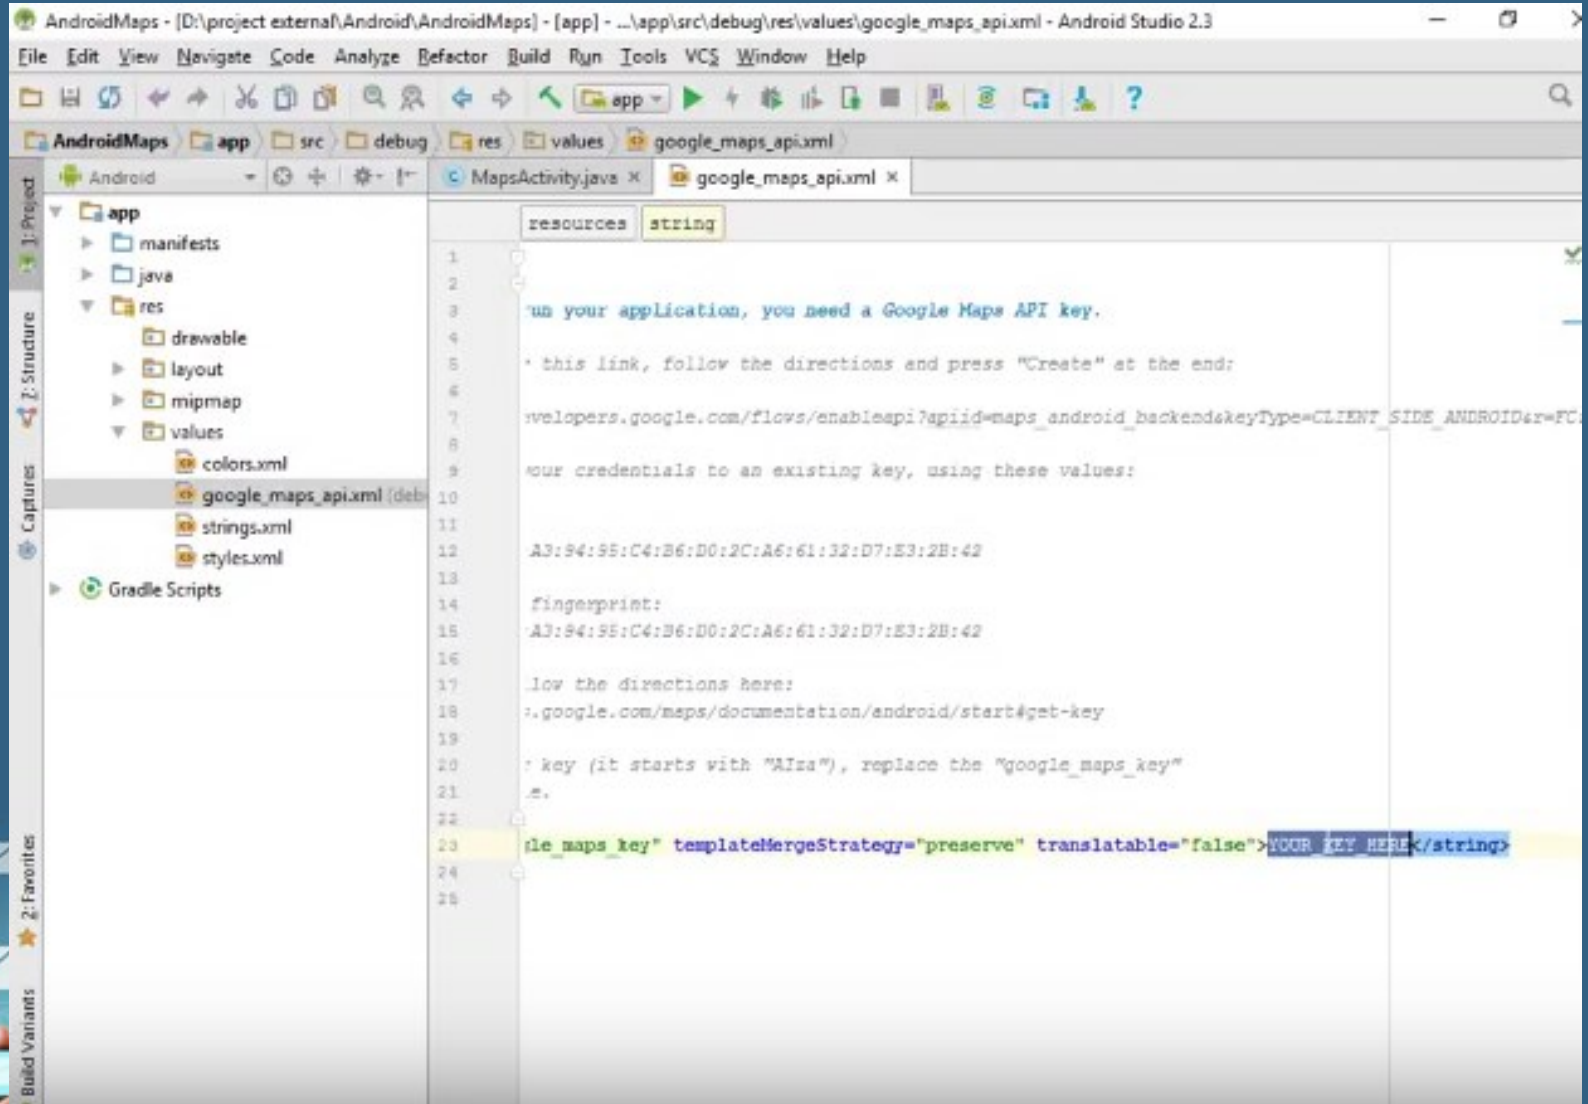 AndroidMaps - [D:\project external\Android\AndroidMaps] - [app] - ...\app\src\debug\res\values\google_maps_api.xml - Android Studio 2.3
File Edit View Navigate Code Analyze Refactor Build Run Tools VCS Window Help
app
AndroidMaps app src debug res values google_maps_api.xml
Android
MapsActivity.java
google_maps_api.xml
1: Project
7: Structure
Captures
2: Favorites
Build Variants
app
manifests
java
res
drawable
layout
mipmap
values
colors.xml
google_maps_api.xml (deb
strings.xml
styles.xml
Gradle Scripts
resources string
1
2
3 un your application, you need a Google Maps API key.
4
5 this link, follow the directions and press "Create" at the end:
6
7 velopers.google.com/flows/enableapi?apiid=maps_android_backend&keyType=CLIENT_SIDE_ANDROID&r=FC:
8
9 our credentials to an existing key, using these values:
10
11
12 A3:94:95:C4:B6:D0:2C:A6:61:32:D7:E3:2B:42
13
14 fingerprint:
15 A3:94:95:C4:B6:D0:2C:A6:61:32:D7:E3:2B:42
16
17 low the directions here:
18 .google.com/maps/documentation/android/start#get-key
19
20 key (it starts with "AIza"), replace the "google_maps_key"
21 e.
22
23 le_maps_key" templateMergeStrategy="preserve" translatable="false">YOUR_KEY_HERE</string>
24
25